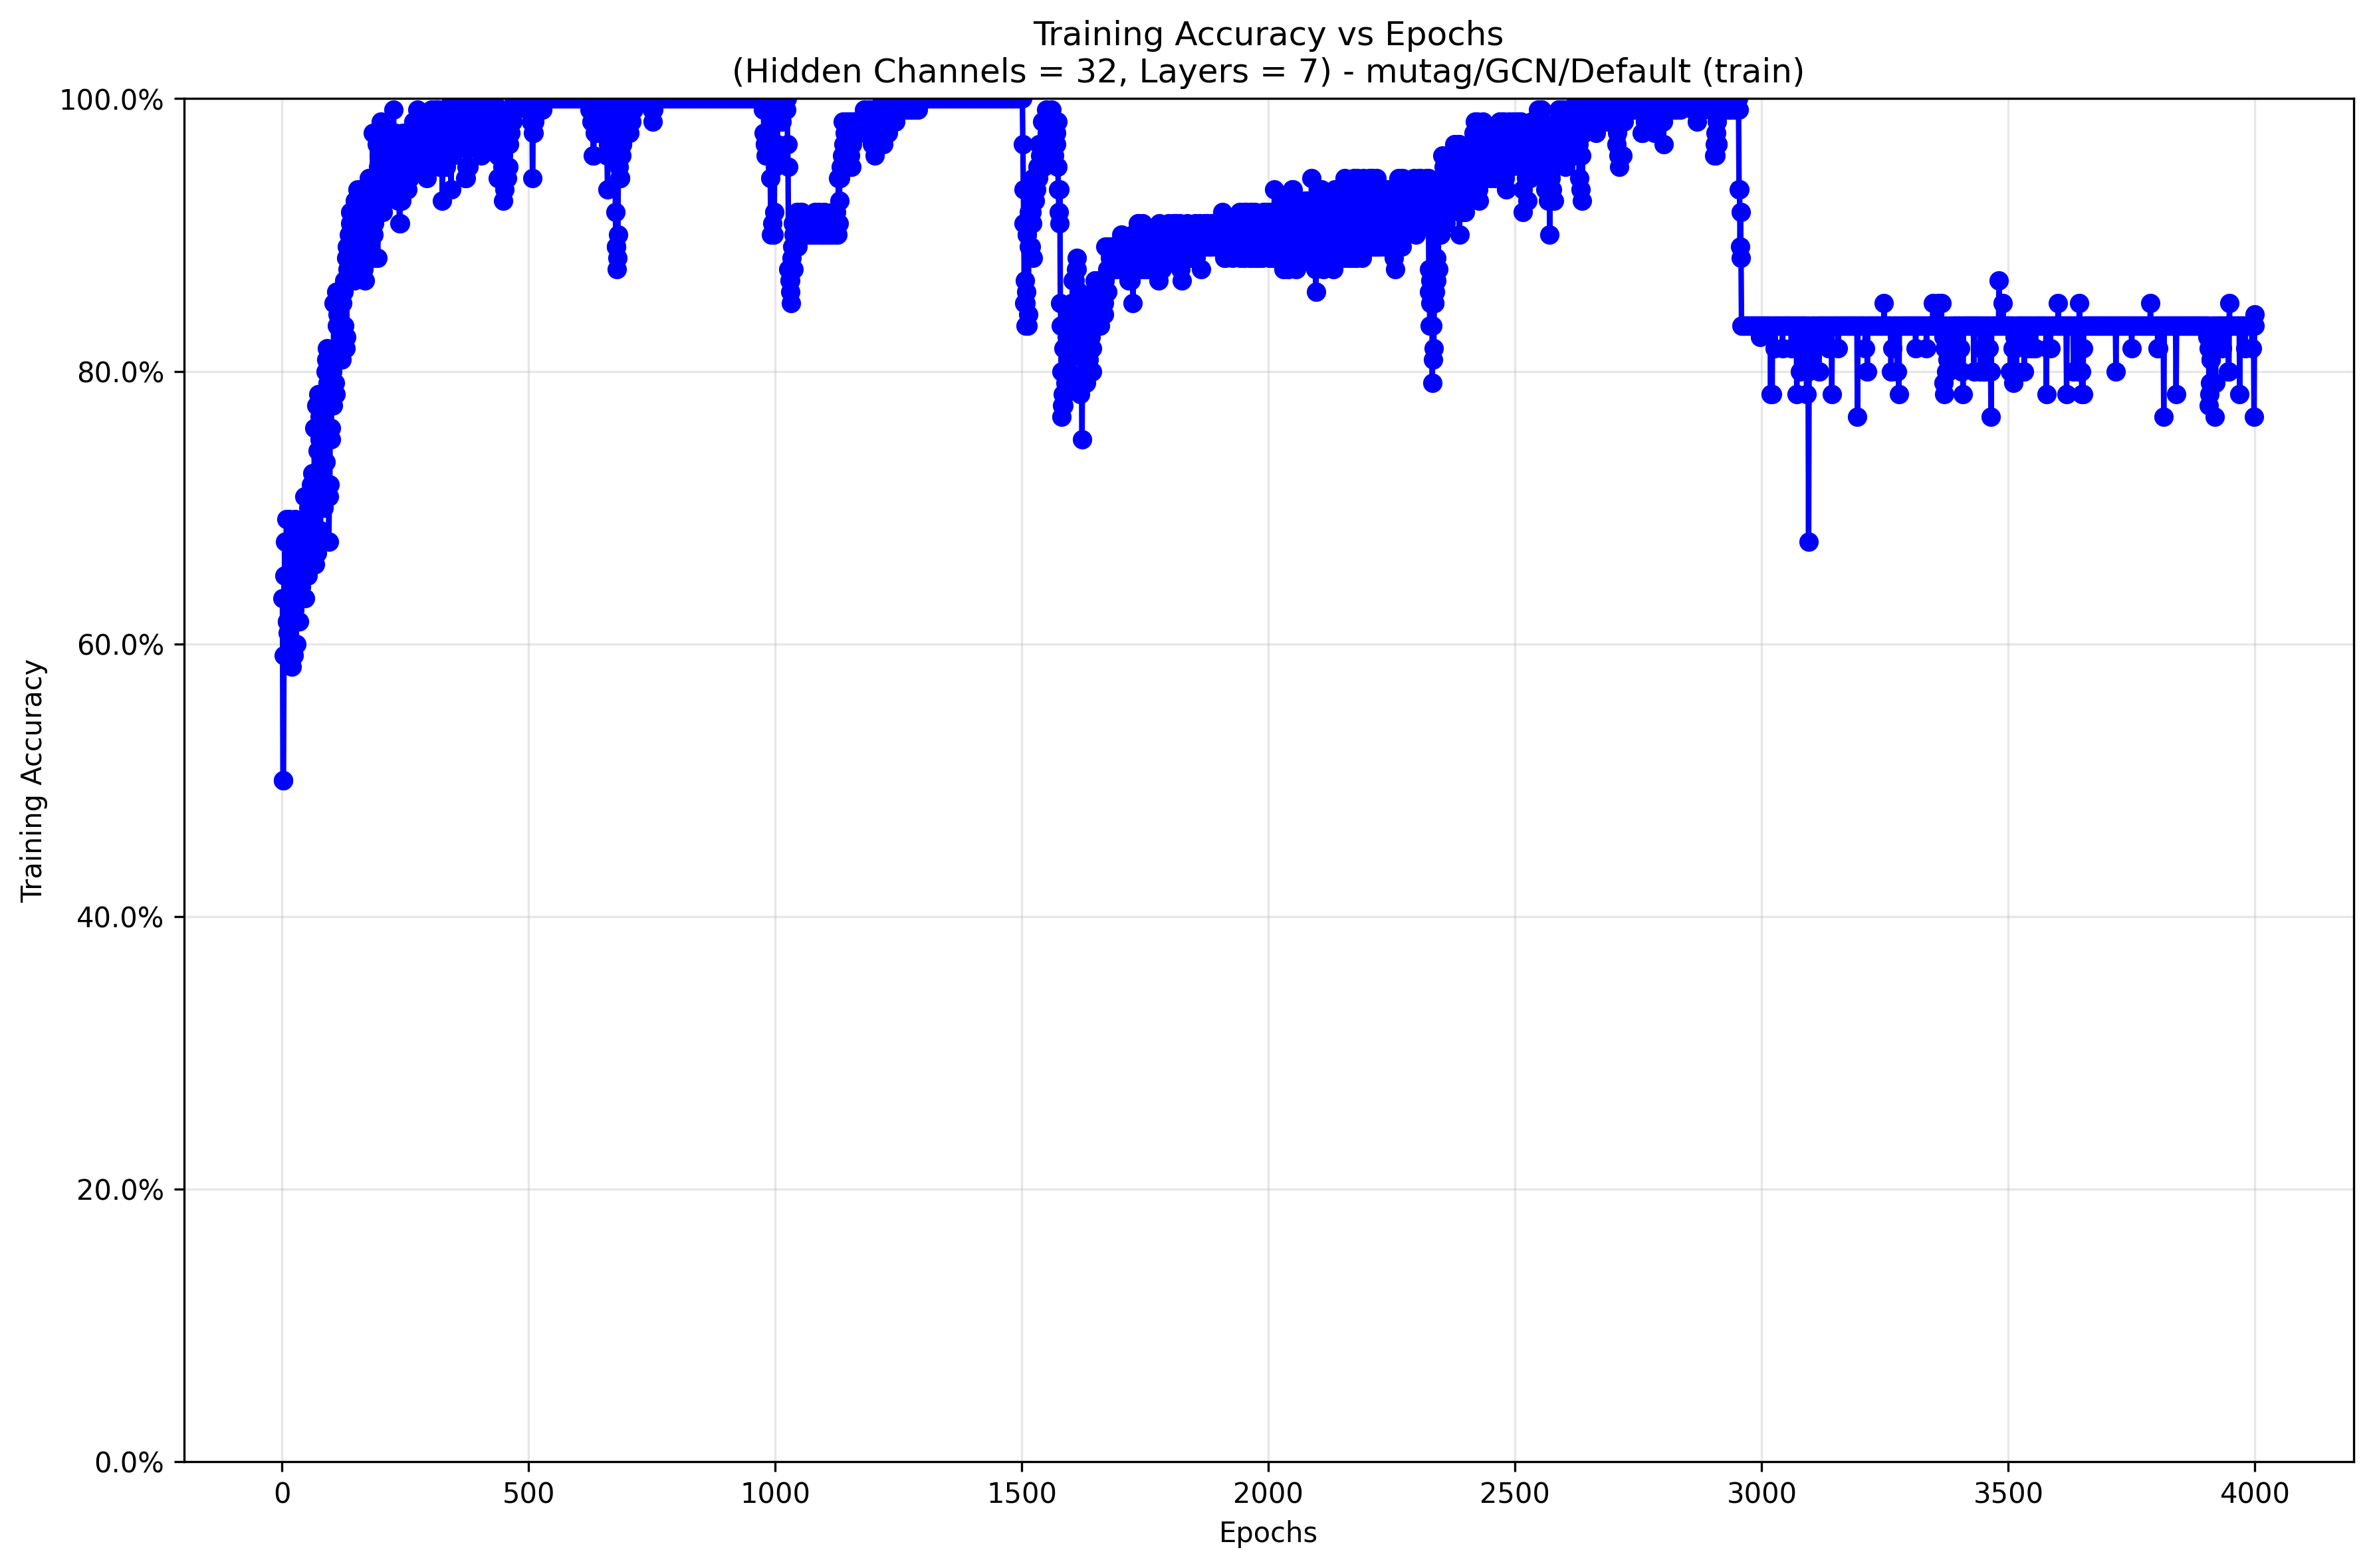 Training Accuracy vs Epochs
(Hidden Channels = 32, Layers = 7) - mutag/GCN/Default (train)
100.0%
80.0%
60.0%
40.0%
20.0%
0.0%
Training Accuracy
0 500 1000 1500 2000 2500 3000 3500 4000
Epochs